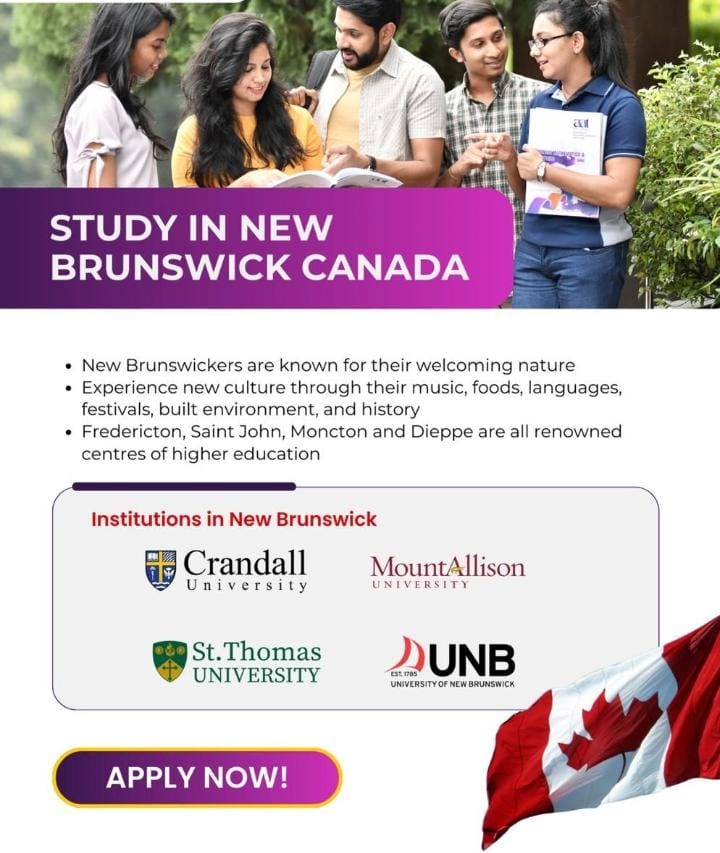 STUDY IN NEW
BRUNSWICK CANADA
• New Brunswickers are known for their welcoming nature
• Experience new culture through their music, foods, languages,
festivals, built environment, and history
• Fredericton, Saint John, Moncton and Dieppe are all renowned
centres of higher education
Institutions in New Brunswick
Crandall
University
MountAllison
UNIVERSITY
St.Thomas
UNIVERSITY
EST. 1785
UNB
UNIVERSITY OF NEW BRUNSWICK
APPLY NOW!